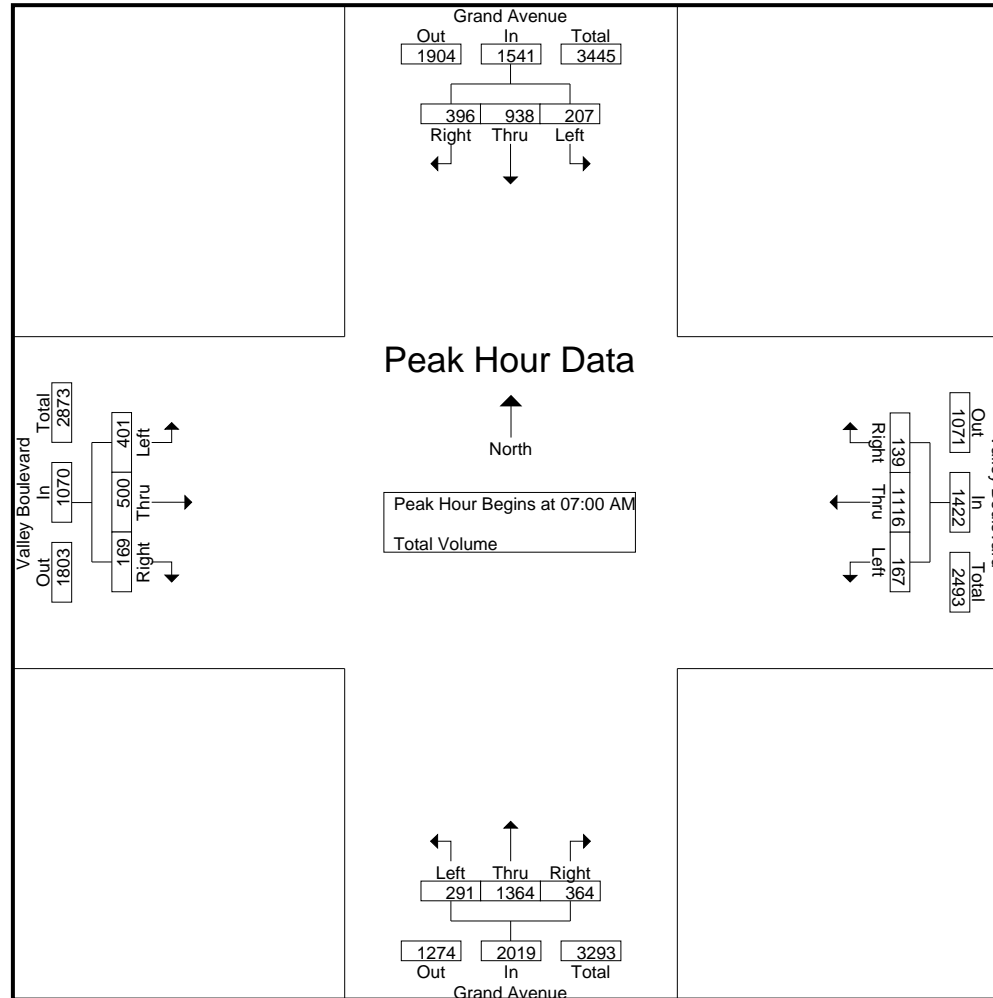 Grand Avenue
Out In Total
1904 1541 3445
396 938 207
Right Thru Left
Peak Hour Data
North
Peak Hour Begins at 07:00 AM
Total Volume
Valley Boulevard
Out In Total
1803 1070 2873
Left Thru Right
401 500 169
Out In Total
1071 1422 2493
Right Thru Left
139 1116 167
Left Thru Right
291 1364 364
1274 2019 3293
Out In Total
Grand Avenue